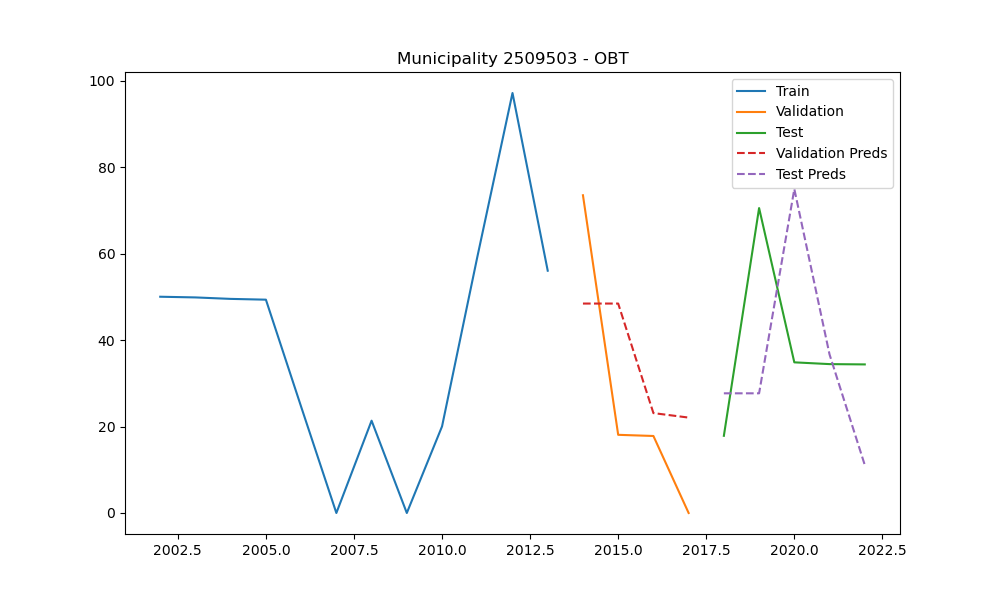 Municipality 2509503 - OBT
100
80
60
40
20
0
Train
Validation
Test
Validation Preds
Test Preds
2002.5 2005.0 2007.5 2010.0 2012.5 2015.0 2017.5 2020.0 2022.5